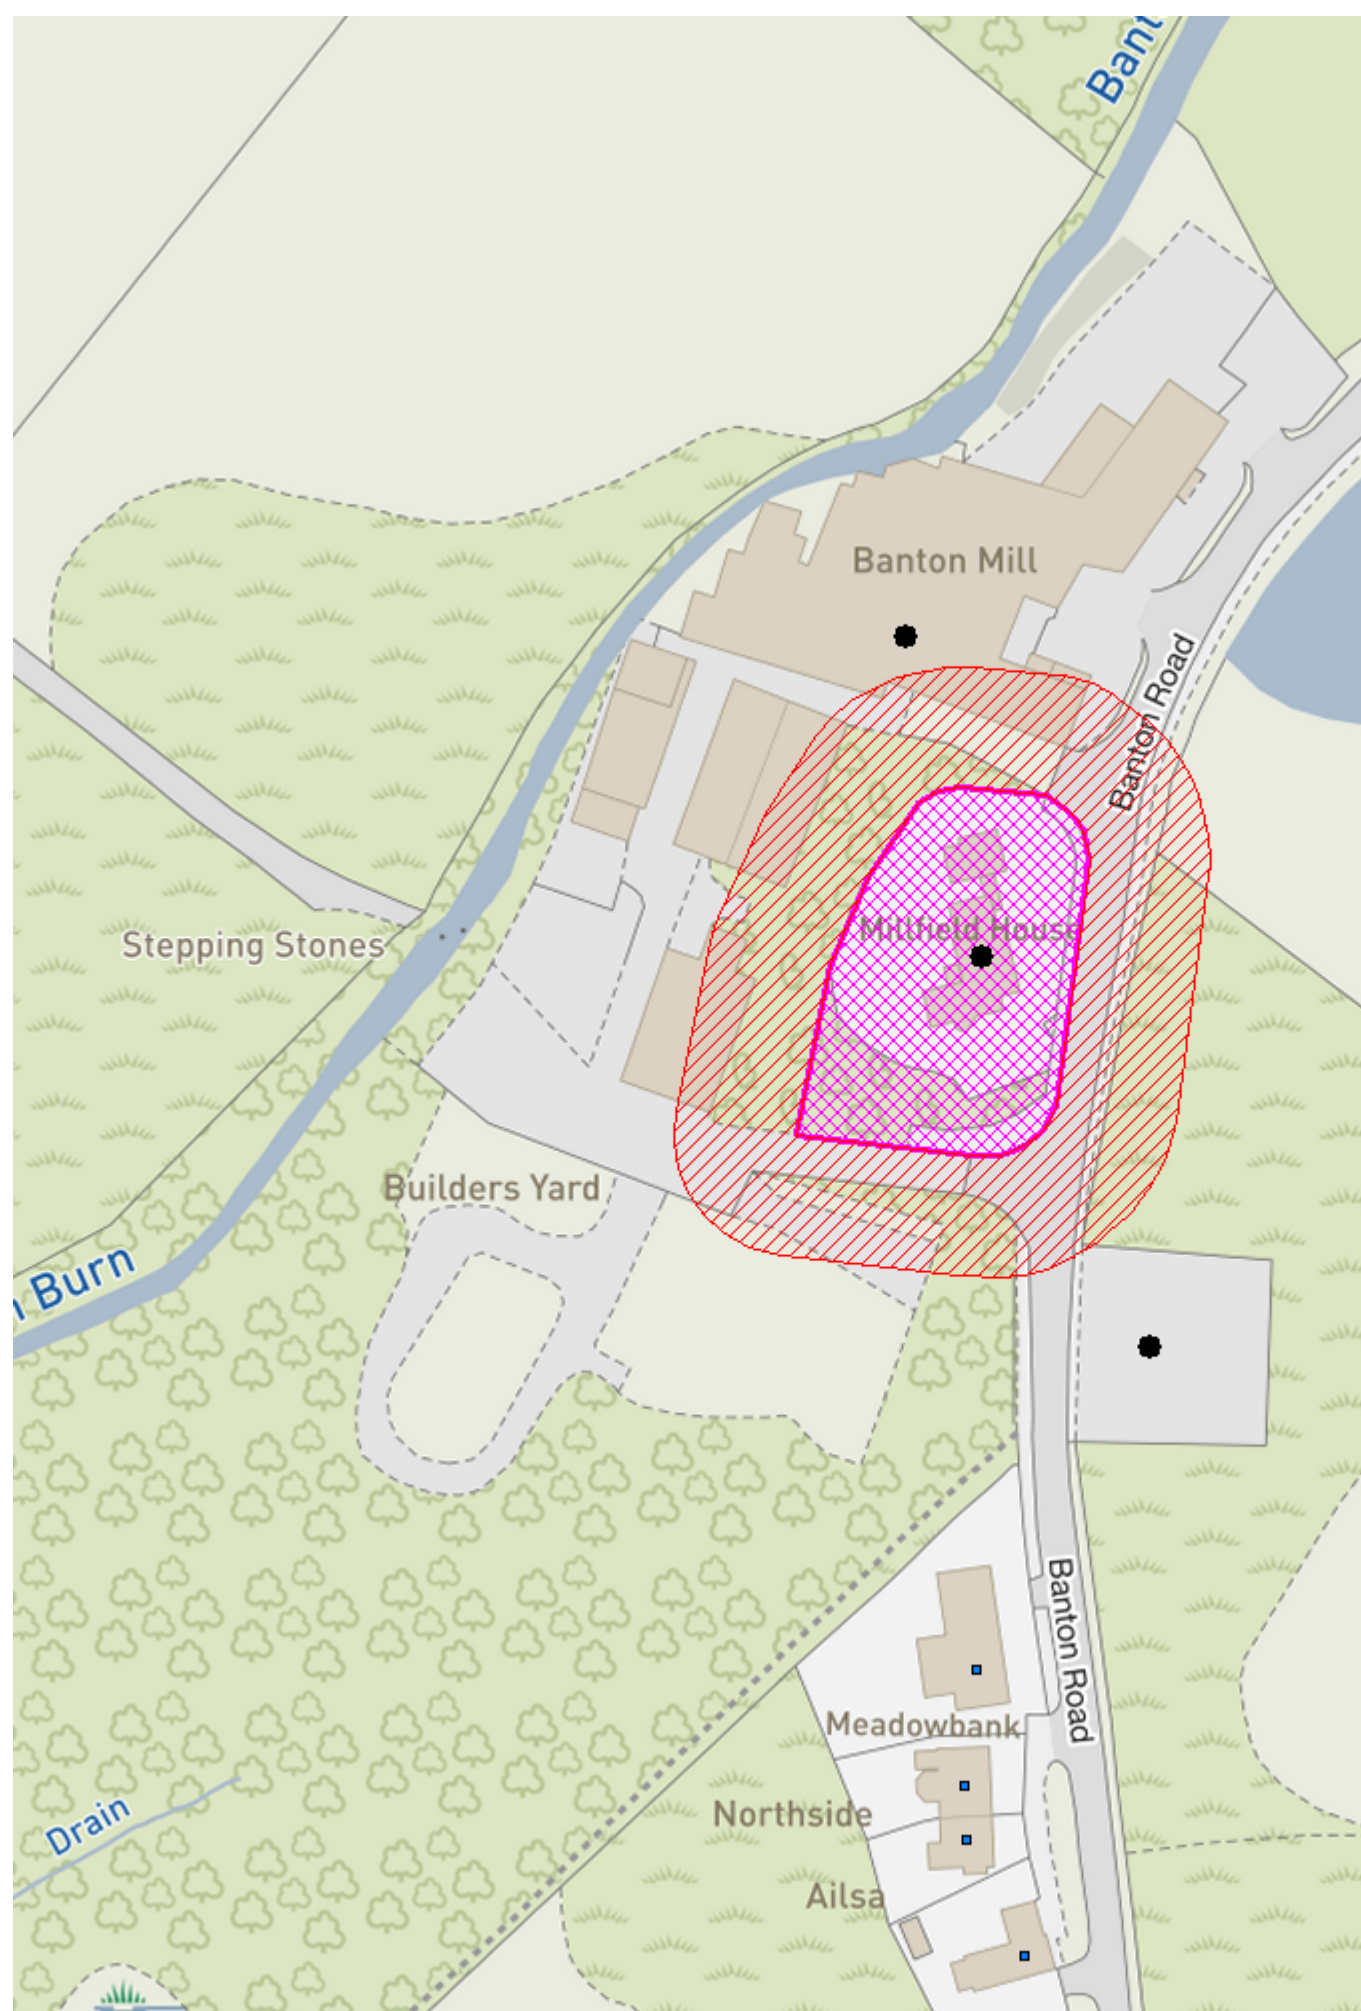 Bant
Banton Mill
Banton Road
Millfield House
Stepping Stones
Builders Yard
n Burn
Banton Road
Meadowbank
Northside
Drain
Ailsa